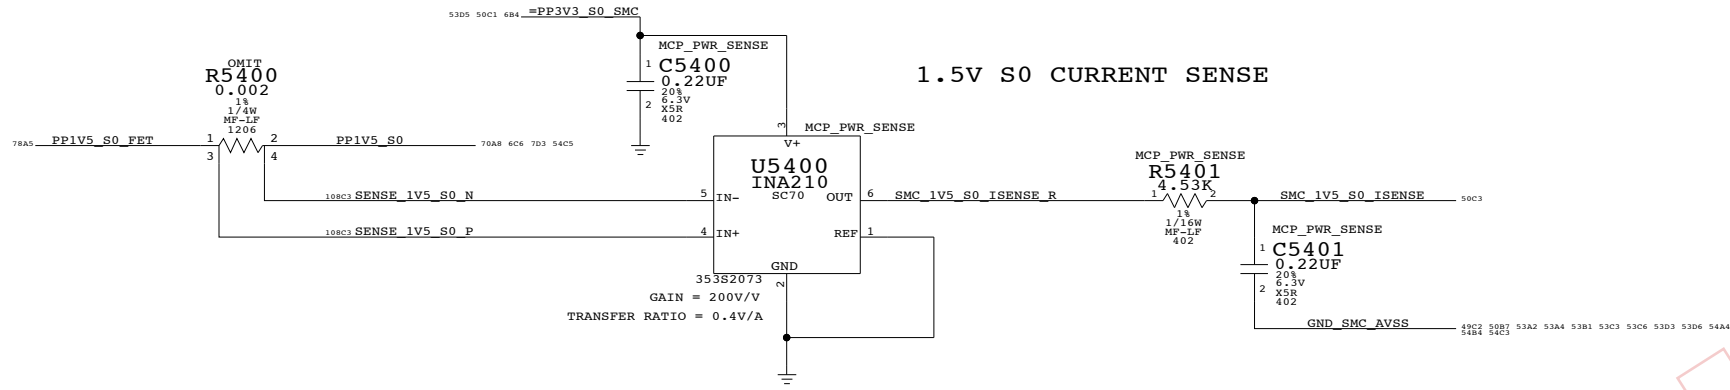 53D5 50C1 6B4 =PP3V3_S0_SMC
MCP_PWR_SENSE
1 C5400
0.22UF
20%
6.3V
2 X5R
402
1.5V S0 CURRENT SENSE
OMIT
R5400
0.002
1%
1/4W
MF-LF
1206
78A5 PP1V5_S0_FET 1 2 PP1V5_S0 70A8 6C6 7D3 54C5
3 4
3 MCP_PWR_SENSE
V+
U5400
INA210
SC70
108C3 SENSE_1V5_S0_N 5 IN- OUT 6 SMC_1V5_S0_ISENSE_R
108C3 SENSE_1V5_S0_P 4 IN+ REF 1
GND
2
353S2073
GAIN = 200V/V
TRANSFER RATIO = 0.4V/A
MCP_PWR_SENSE
R5401
4.53K
1 2 SMC_1V5_S0_ISENSE 50C3
1%
1/16W
MF-LF
402
MCP_PWR_SENSE
1 C5401
0.22UF
20%
6.3V
2 X5R
402
GND_SMC_AVSS 49C2 50B7 53A2 53A4 53B1 53C3 53C6 53D3 53D6 54A4
54B4 54C3